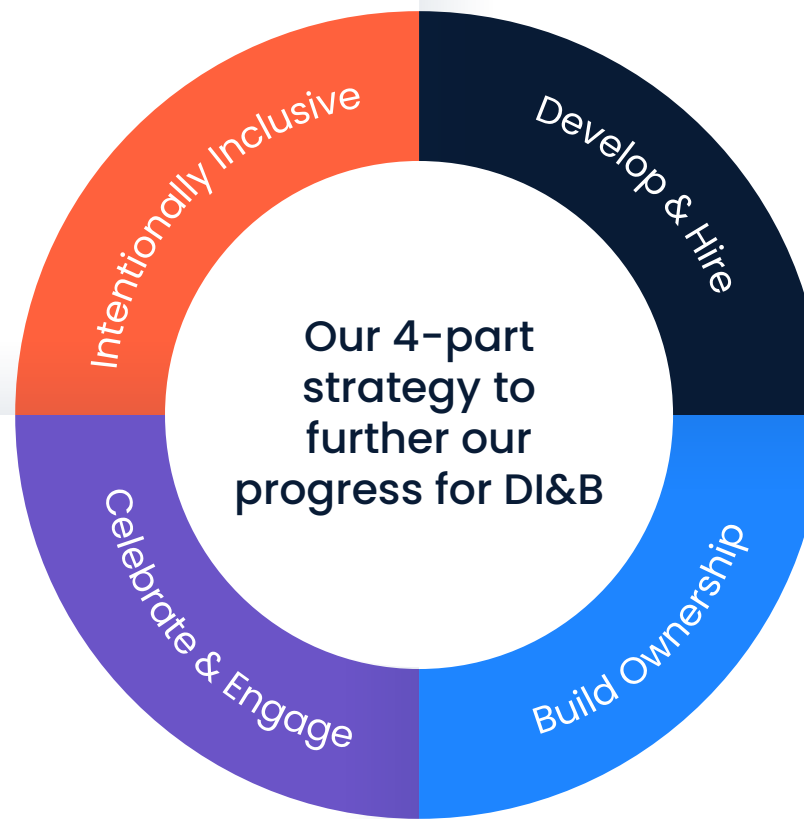 Intentionally Inclusive
Develop & Hire
Our 4-part
strategy to
further our
progress for DI&B
Celebrate & Engage
Build Ownership